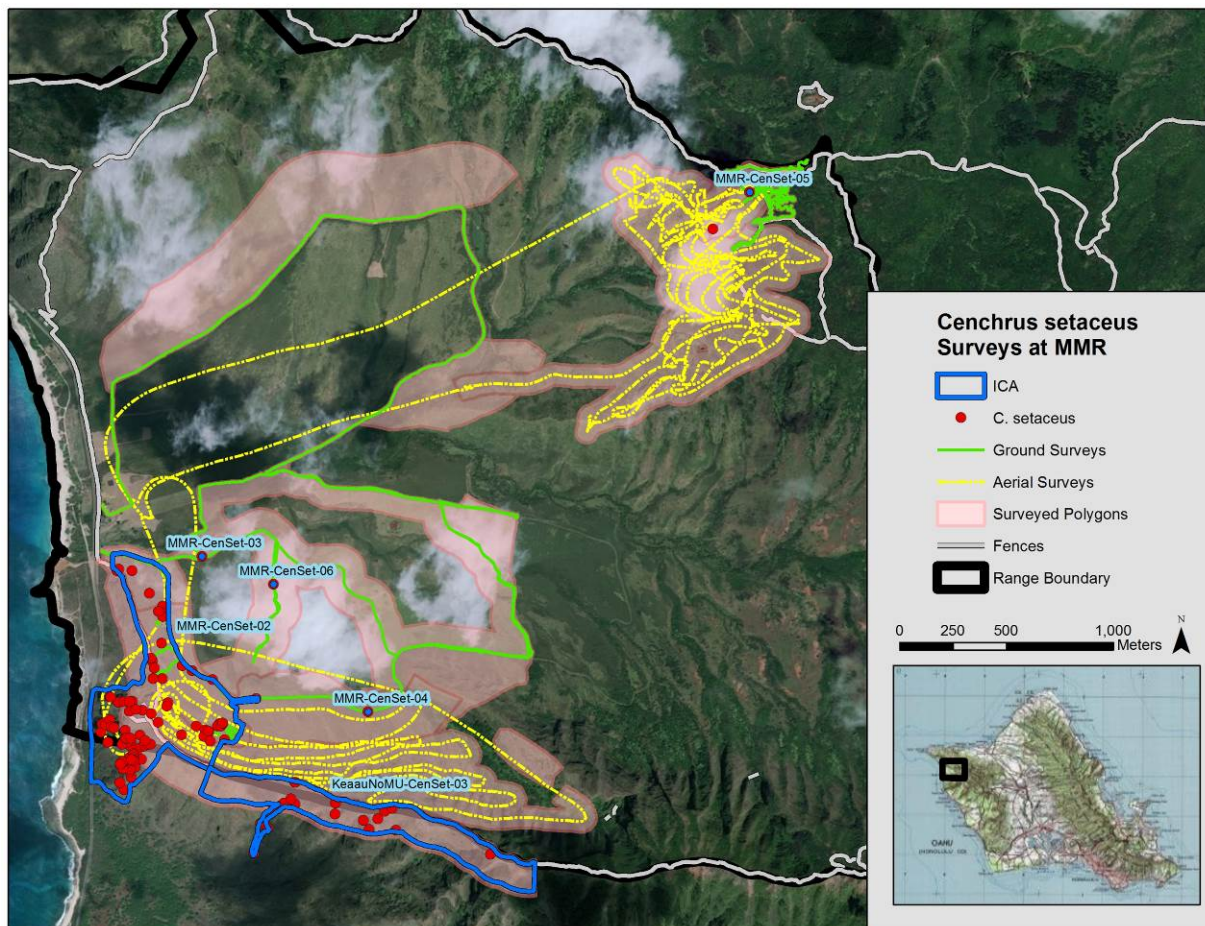 MMR-CenSet-05
MMR-CenSet-03
MMR-CenSet-06
MMR-CenSet-02
MMR-CenSet-04
KeaauNoMU-CenSet-03
Cenchrus setaceus
Surveys at MMR
ICA
C. setaceus
Ground Surveys
Aerial Surveys
Surveyed Polygons
Fences
Range Boundary
N
0 250 500 1,000
Meters
OAHU